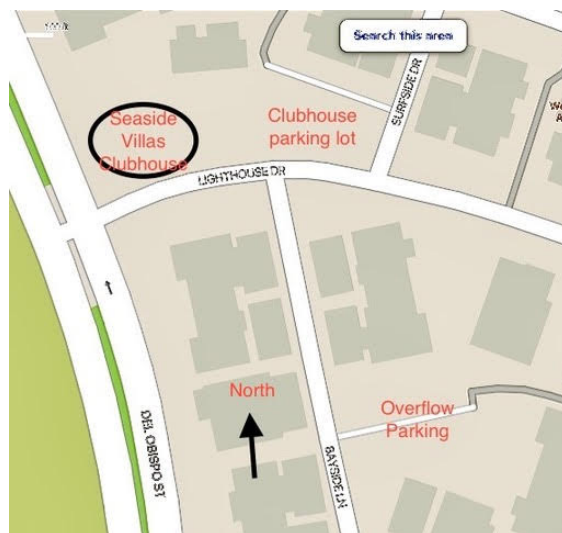 Search this area
Seaside
Villas
Clubhouse
Clubhouse
parking lot
SURFSIDE DR
LIGHTHOUSE DR
North
DEL OBISPO ST
Overflow
Parking
BAYSIDE LN